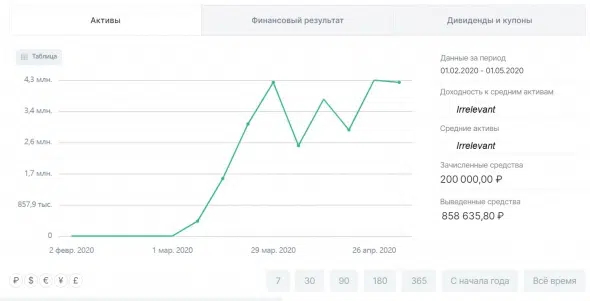 Активы
Финансовый результат
Дивиденды и купоны
Таблица
4,3 млн.
3,4 млн.
2,6 млн.
1,7 млн.
857,9 тыс.
0
2 февр. 2020
1 мар. 2020
29 мар. 2020
26 апр. 2020
Данные за период
01.02.2020 - 01.05.2020
Доходность к средним активам
Irrelevant
Средние активы
Irrelevant
Зачисленные средства
200 000,00 ₽
Выведенные средства
858 635,80 ₽
₽ $ € ¥ £
7 30 90 180 365 С начала года Всё время